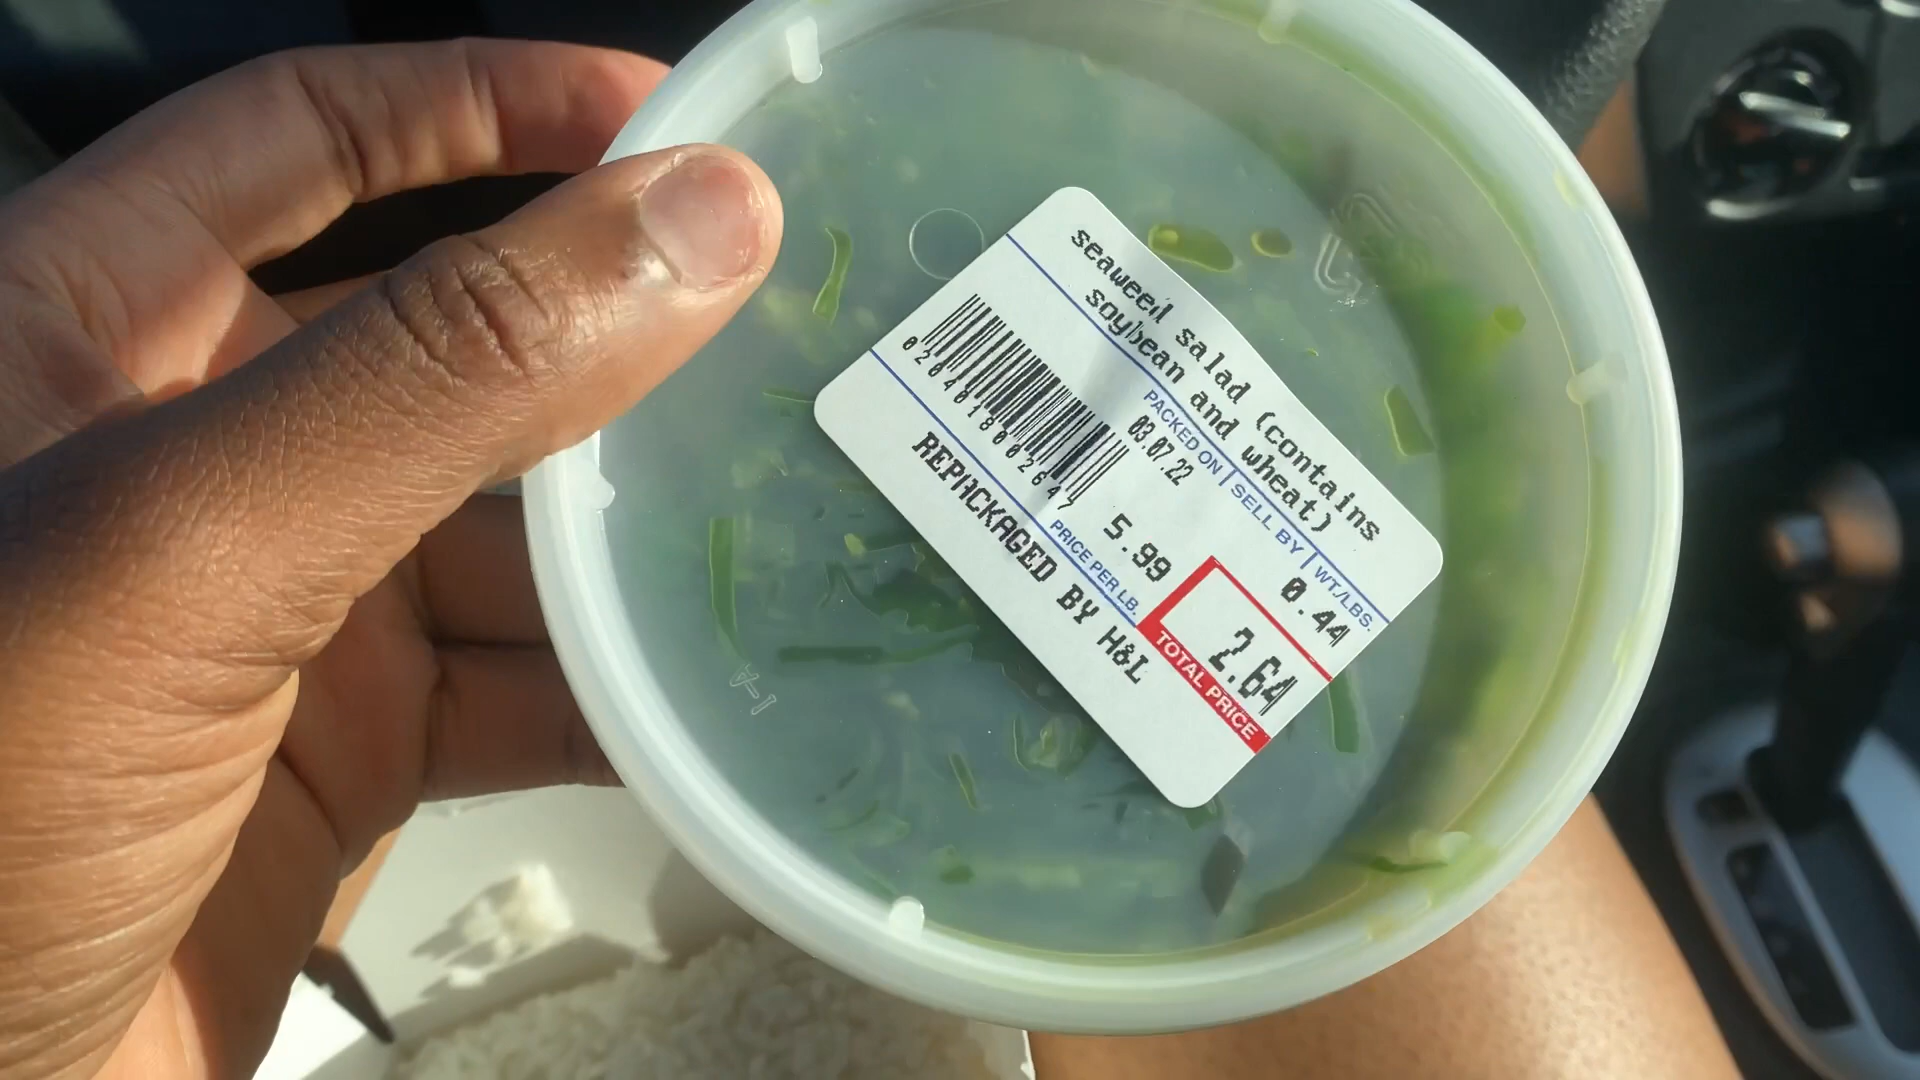 seaweed salad (contains
soybean and wheat)
PACKED ON
SELL BY
WT./LBS.
03.07.22
0.44
5.99
2.64
PRICE PER LB.
TOTAL PRICE
REPACKAGED BY H&L